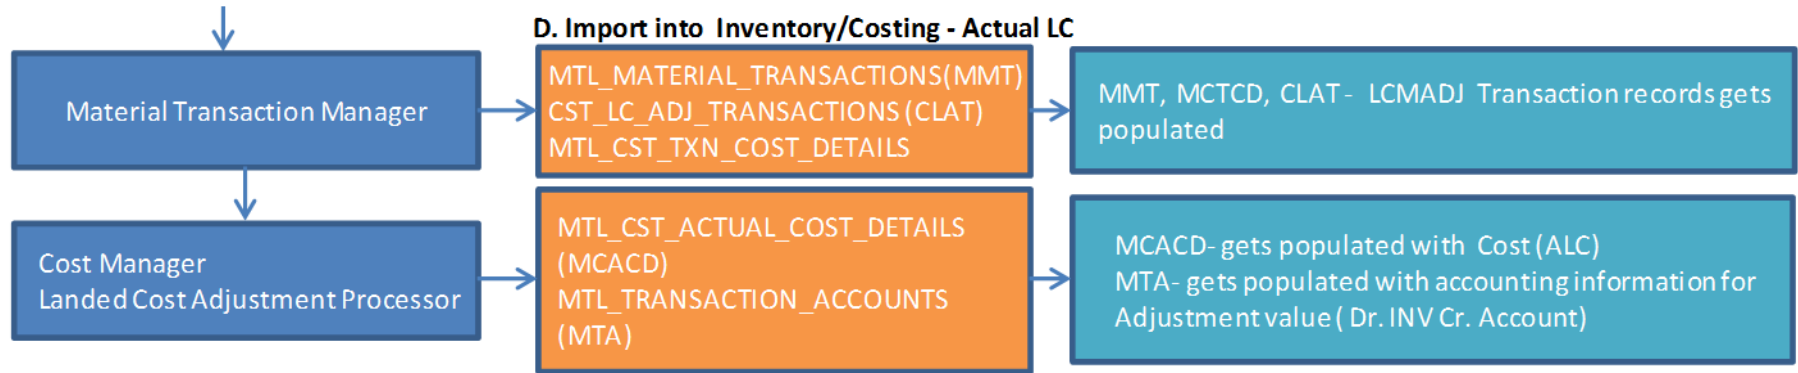 D. Import into Inventory/Costing - Actual LC
Material Transaction Manager
MTL_MATERIAL_TRANSACTIONS(MMT)
CST_LC_ADJ_TRANSACTIONS (CLAT)
MTL_CST_TXN_COST_DETAILS
MMT, MCTCD, CLAT - LCMADJ Transaction records gets
populated
Cost Manager
Landed Cost Adjustment Processor
MTL_CST_ACTUAL_COST_DETAILS
(MCACD)
MTL_TRANSACTION_ACCOUNTS
(MTA)
MCACD- gets populated with Cost (ALC)
MTA- gets populated with accounting information for
Adjustment value ( Dr. INV Cr. Account)